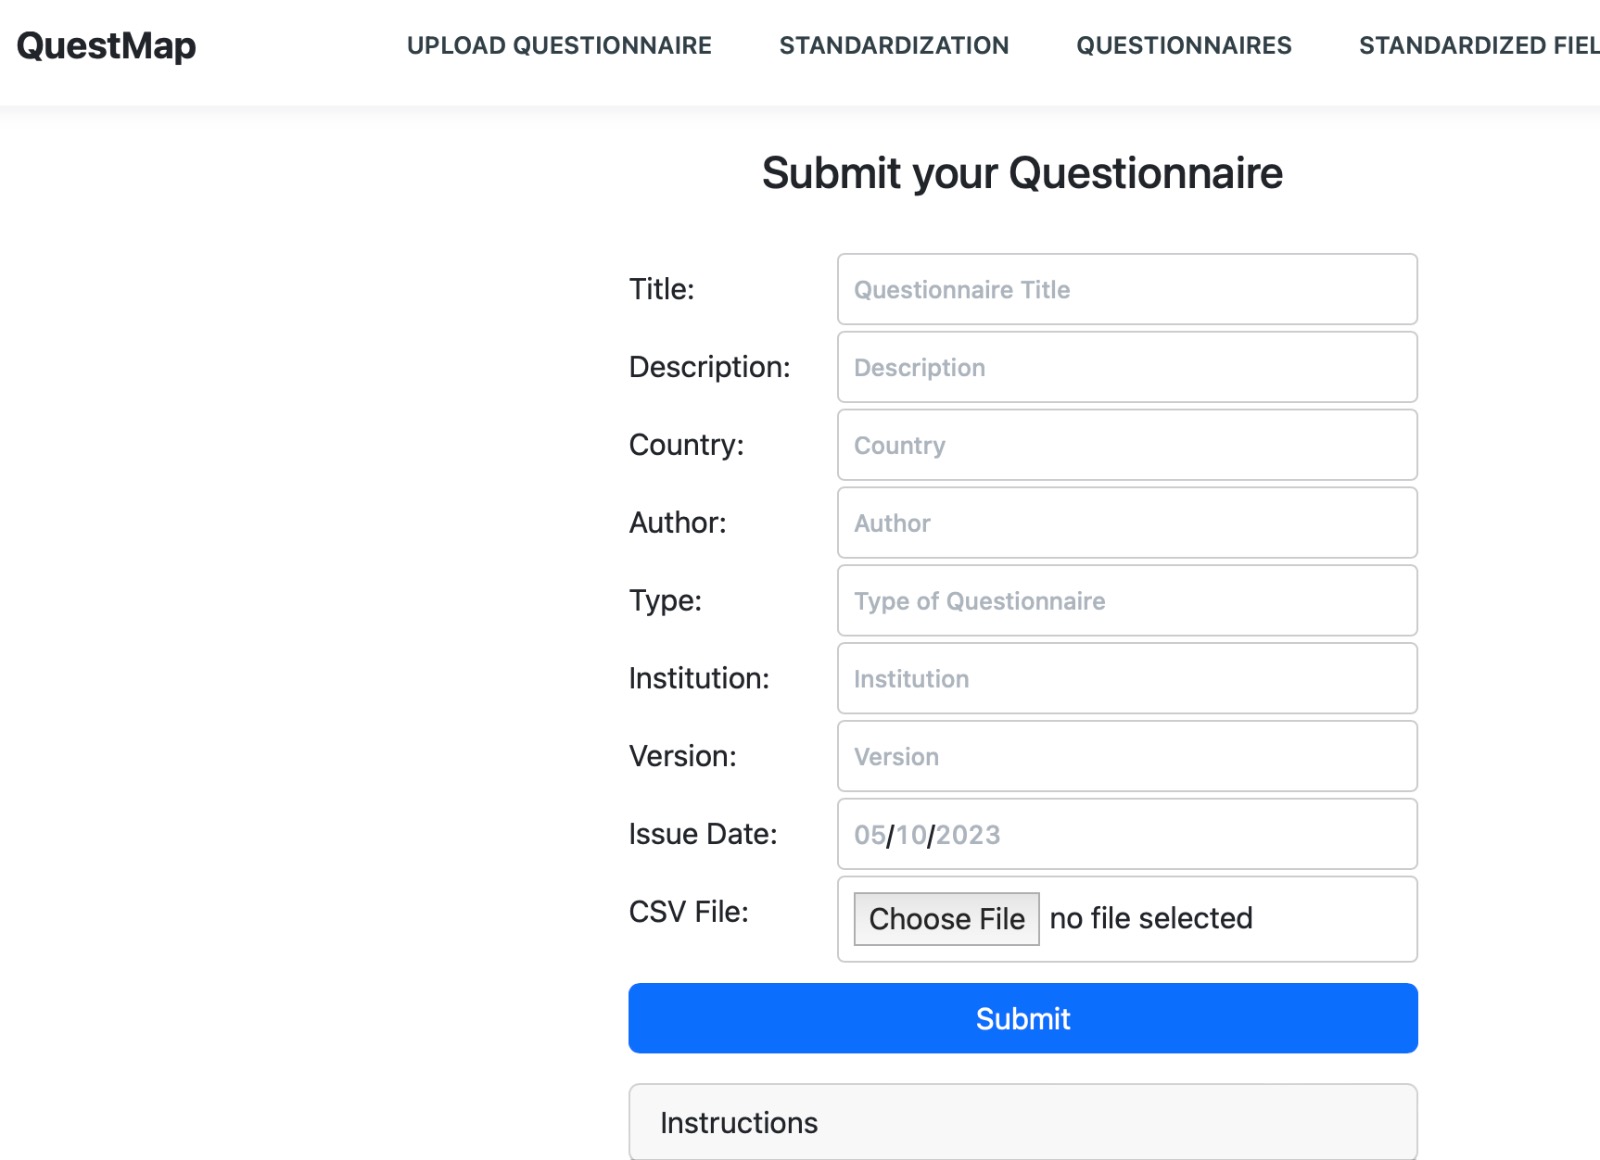 QuestMap UPLOAD QUESTIONNAIRE STANDARDIZATION QUESTIONNAIRES STANDARDIZED FIEL
Submit your Questionnaire
Title: Questionnaire Title
Description: Description
Country: Country
Author: Author
Type: Type of Questionnaire
Institution: Institution
Version: Version
Issue Date: 05/10/2023
CSV File: Choose File no file selected
Submit
Instructions